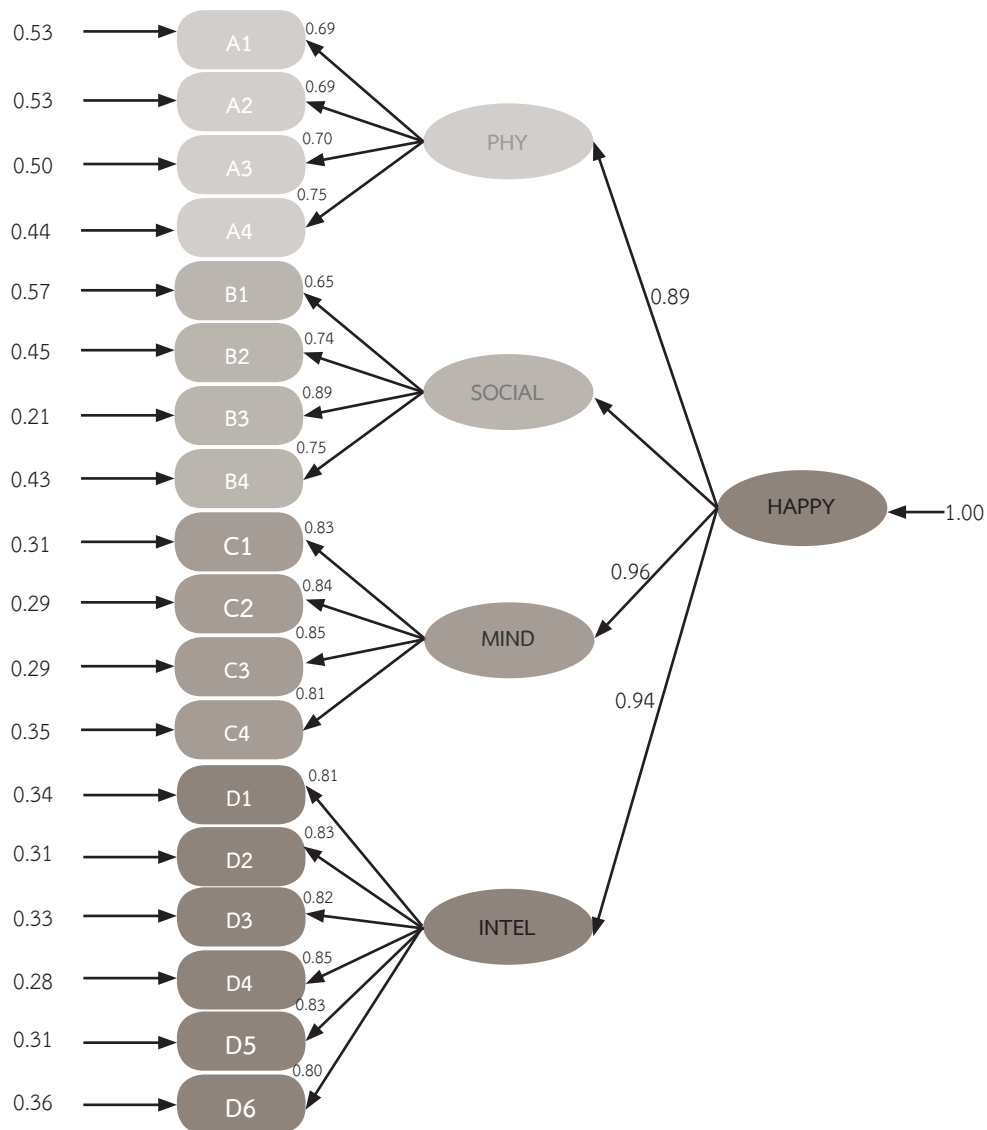 0.53 A1 0.69
0.53 A2 0.69
PHY
0.50 A3 0.70
0.44 A4 0.75
0.57 B1 0.65
0.89
0.45 B2 0.74
SOCIAL
0.21 B3 0.89
0.43 B4 0.75
HAPPY 1.00
0.31 C1 0.83
0.96
0.29 C2 0.84
MIND
0.29 C3 0.85
0.94
0.35 C4 0.81
0.34 D1 0.81
0.31 D2 0.83
0.33 D3 0.82
INTEL
0.28 D4 0.85
0.31 D5 0.83
0.36 D6 0.80